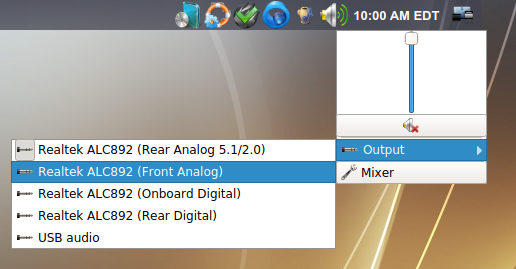 10:00 AM EDT
Output
Mixer
Realtek ALC892 (Rear Analog 5.1/2.0)
Realtek ALC892 (Front Analog)
Realtek ALC892 (Onboard Digital)
Realtek ALC892 (Rear Digital)
USB audio